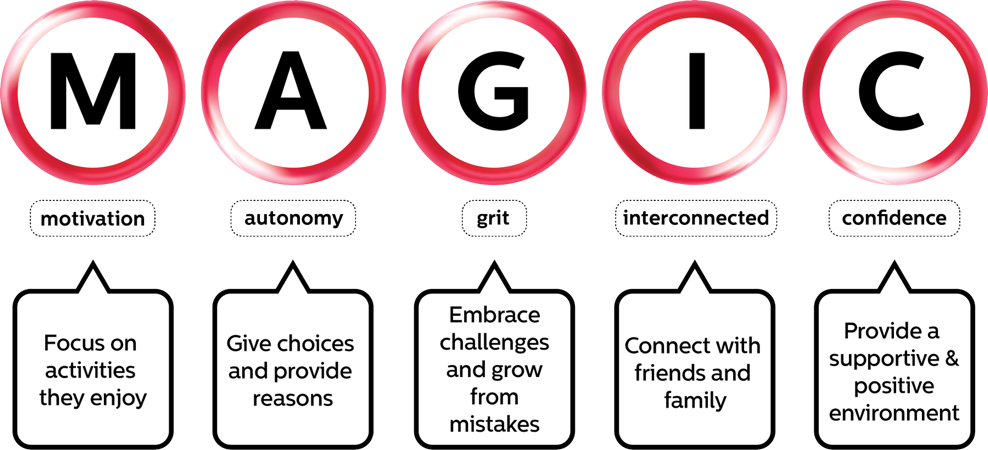 M A G I C
motivation
autonomy
grit
interconnected
confidence
Focus on
activities
they enjoy
Give choices
and provide
reasons
Embrace
challenges
and grow
from
mistakes
Connect with
friends and
family
Provide a
supportive &
positive
environment